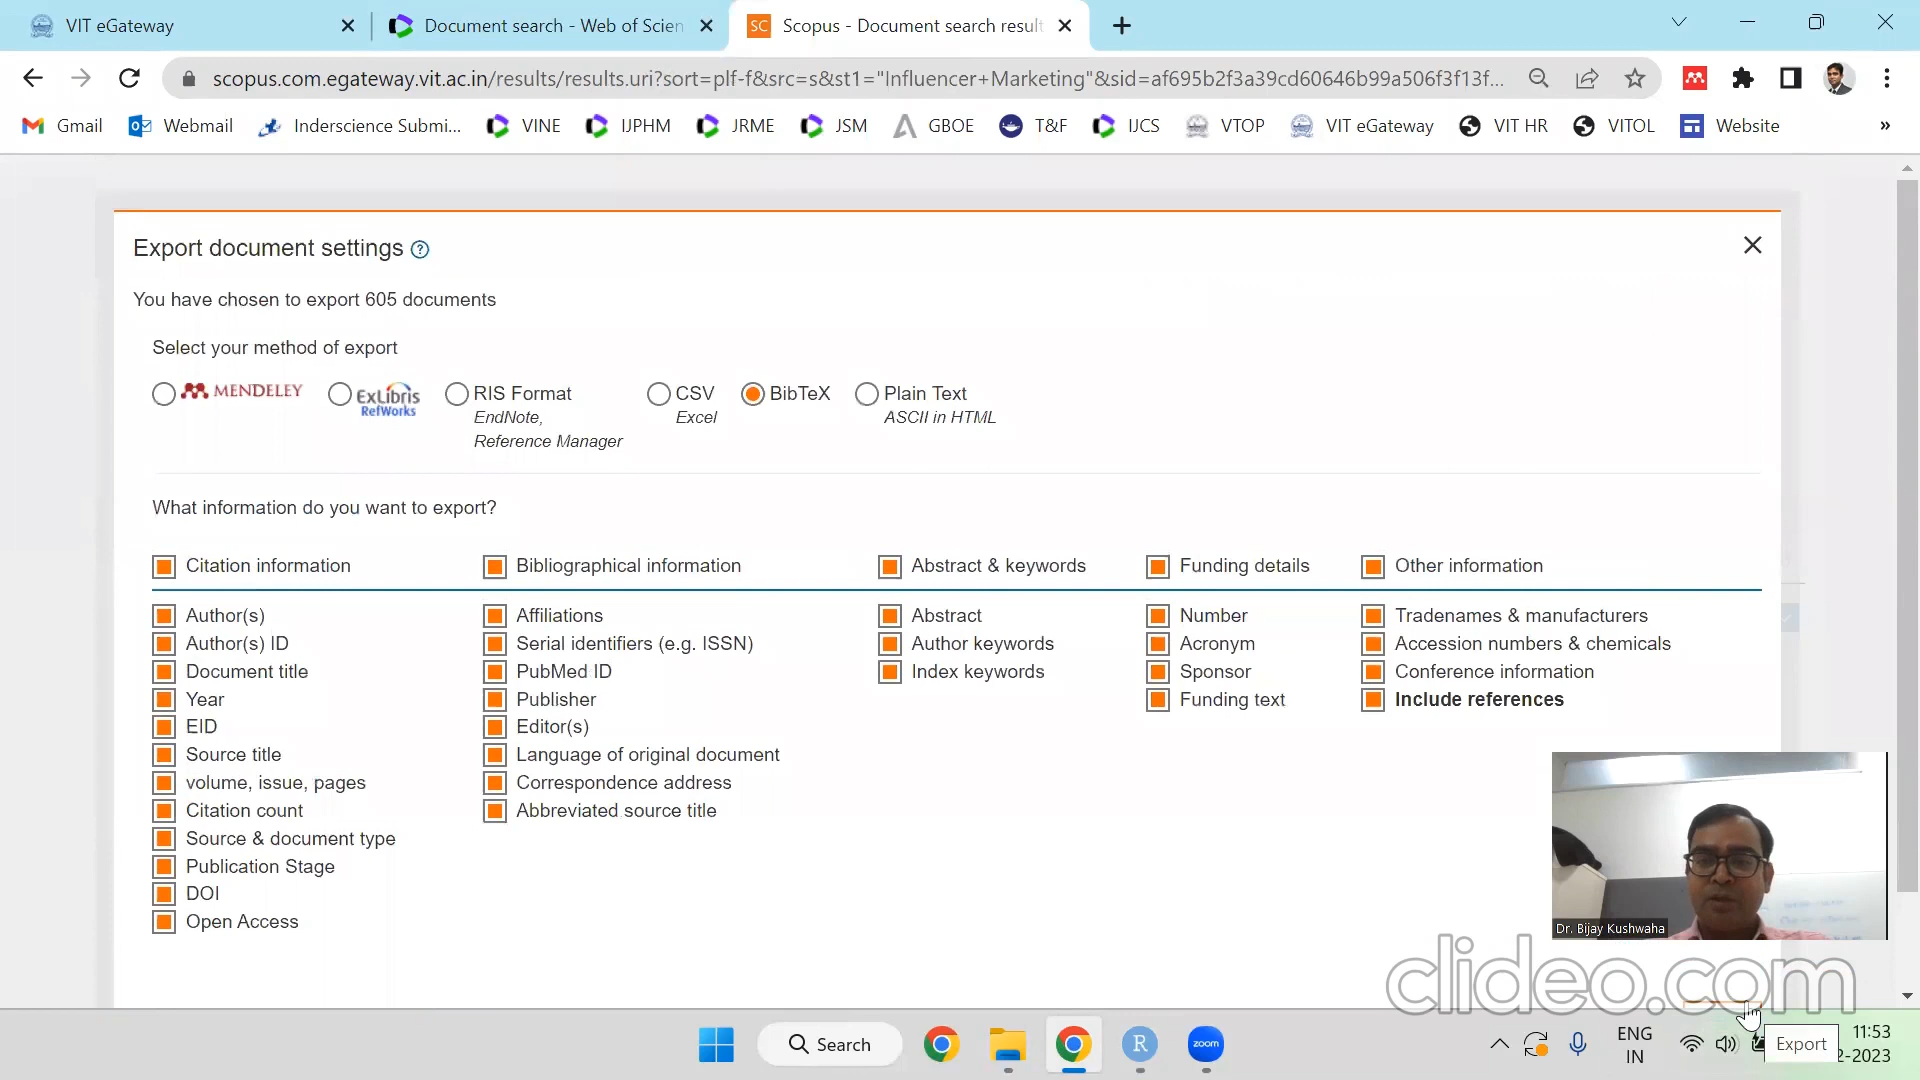 VIT eGateway
Document search - Web of Scien
SC Scopus - Document search result
scopus.com.egateway.vit.ac.in/results/results.uri?sort=plf-f&src=s&st1="Influencer+Marketing"&sid=af695b2f3a39cd60646b99a506f3f13f...
Gmail Webmail Inderscience Submi... VINE IJPHM JRME JSM GBOE T&F IJCS VTOP VIT eGateway VIT HR VITOL Website »
Export document settings ?
You have chosen to export 605 documents
Select your method of export
MENDELEY
ExLibris
RefWorks
RIS Format
EndNote,
Reference Manager
CSV
Excel
BibTeX
Plain Text
ASCII in HTML
What information do you want to export?
Citation information
Author(s)
Author(s) ID
Document title
Year
EID
Source title
volume, issue, pages
Citation count
Source & document type
Publication Stage
DOI
Open Access
Bibliographical information
Affiliations
Serial identifiers (e.g. ISSN)
PubMed ID
Publisher
Editor(s)
Language of original document
Correspondence address
Abbreviated source title
Abstract & keywords
Abstract
Author keywords
Index keywords
Funding details
Number
Acronym
Sponsor
Funding text
Other information
Tradenames & manufacturers
Accession numbers & chemicals
Conference information
Include references
Dr. Bijay Kushwaha
clideo.com
Search
R
zoom
ENG
IN
Export
11:53
2-2023